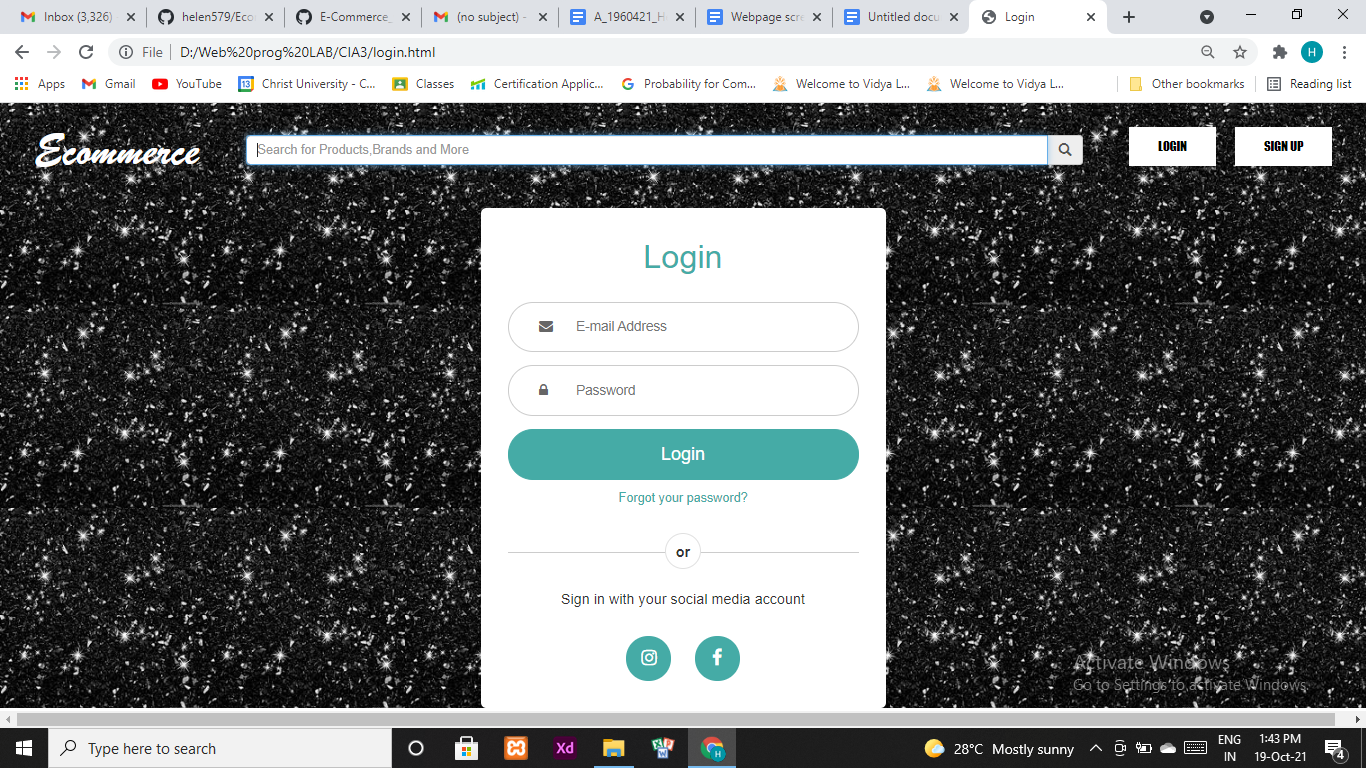 Inbox (3,326)
helen579/Eco
E-Commerce_
(no subject) -
A_1960421_H
Webpage scre
Untitled docu
Login
File
D:/Web%20prog%20LAB/CIA3/login.html
H
Apps
Gmail
YouTube
13
Christ University - C...
Classes
Certification Applic...
Probability for Com...
Welcome to Vidya L...
Welcome to Vidya L...
Other bookmarks
Reading list
Ecommerce
Search for Products,Brands and More
LOGIN
SIGN UP
Login
E-mail Address
Password
Login
Forgot your password?
or
Sign in with your social media account
Activate Windows
Go to Settings to activate Windows.
Type here to search
Xd
H
28°C Mostly sunny
ENG
IN
1:43 PM
19-Oct-21
4